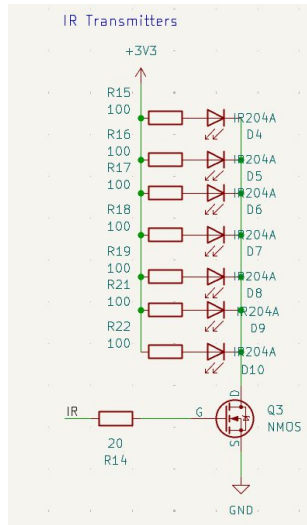 IR Transmitters
+3V3
R15
100
IR204A
R16
D4
100
IR204A
R17
D5
100
IR204A
D6
R18
100
IR204A
D7
R19
100
IR204A
R21
D8
100
IR204A
R22
D9
100
IR204A
D10
D
IR
G
Q3
NMOS
S
20
R14
GND